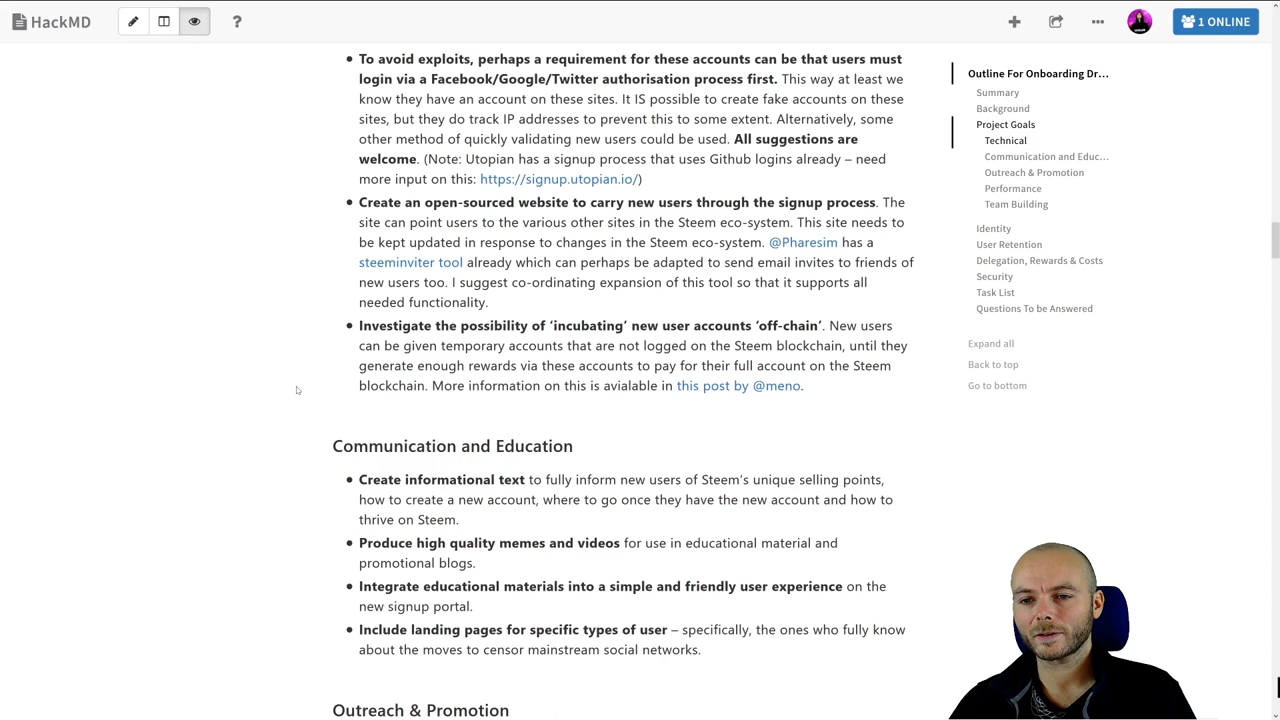 HackMD
?
1 ONLINE
To avoid exploits, perhaps a requirement for these accounts can be that users must
login via a Facebook/Google/Twitter authorisation process first. This way at least we
know they have an account on these sites. It IS possible to create fake accounts on these
sites, but they do track IP addresses to prevent this to some extent. Alternatively, some
other method of quickly validating new users could be used. All suggestions are
welcome. (Note: Utopian has a signup process that uses Github logins already – need
more input on this: https://signup.utopian.io/)
Create an open-sourced website to carry new users through the signup process. The
site can point users to the various other sites in the Steem eco-system. This site needs to
be kept updated in response to changes in the Steem eco-system. @Pharesim has a
steeminviter tool already which can perhaps be adapted to send email invites to friends of
new users too. I suggest co-ordinating expansion of this tool so that it supports all
needed functionality.
Investigate the possibility of ‘incubating’ new user accounts ‘off-chain’. New users
can be given temporary accounts that are not logged on the Steem blockchain, until they
generate enough rewards via these accounts to pay for their full account on the Steem
blockchain. More information on this is avialable in this post by @meno.
Communication and Education
Create informational text to fully inform new users of Steem’s unique selling points,
how to create a new account, where to go once they have the new account and how to
thrive on Steem.
Produce high quality memes and videos for use in educational material and
promotional blogs.
Integrate educational materials into a simple and friendly user experience on the
new signup portal.
Include landing pages for specific types of user – specifically, the ones who fully know
about the moves to censor mainstream social networks.
Outreach & Promotion
Outline For Onboarding Dr…
Summary
Background
Project Goals
Technical
Communication and Educ…
Outreach & Promotion
Performance
Team Building
Identity
User Retention
Delegation, Rewards & Costs
Security
Task List
Questions To be Answered
Expand all
Back to top
Go to bottom